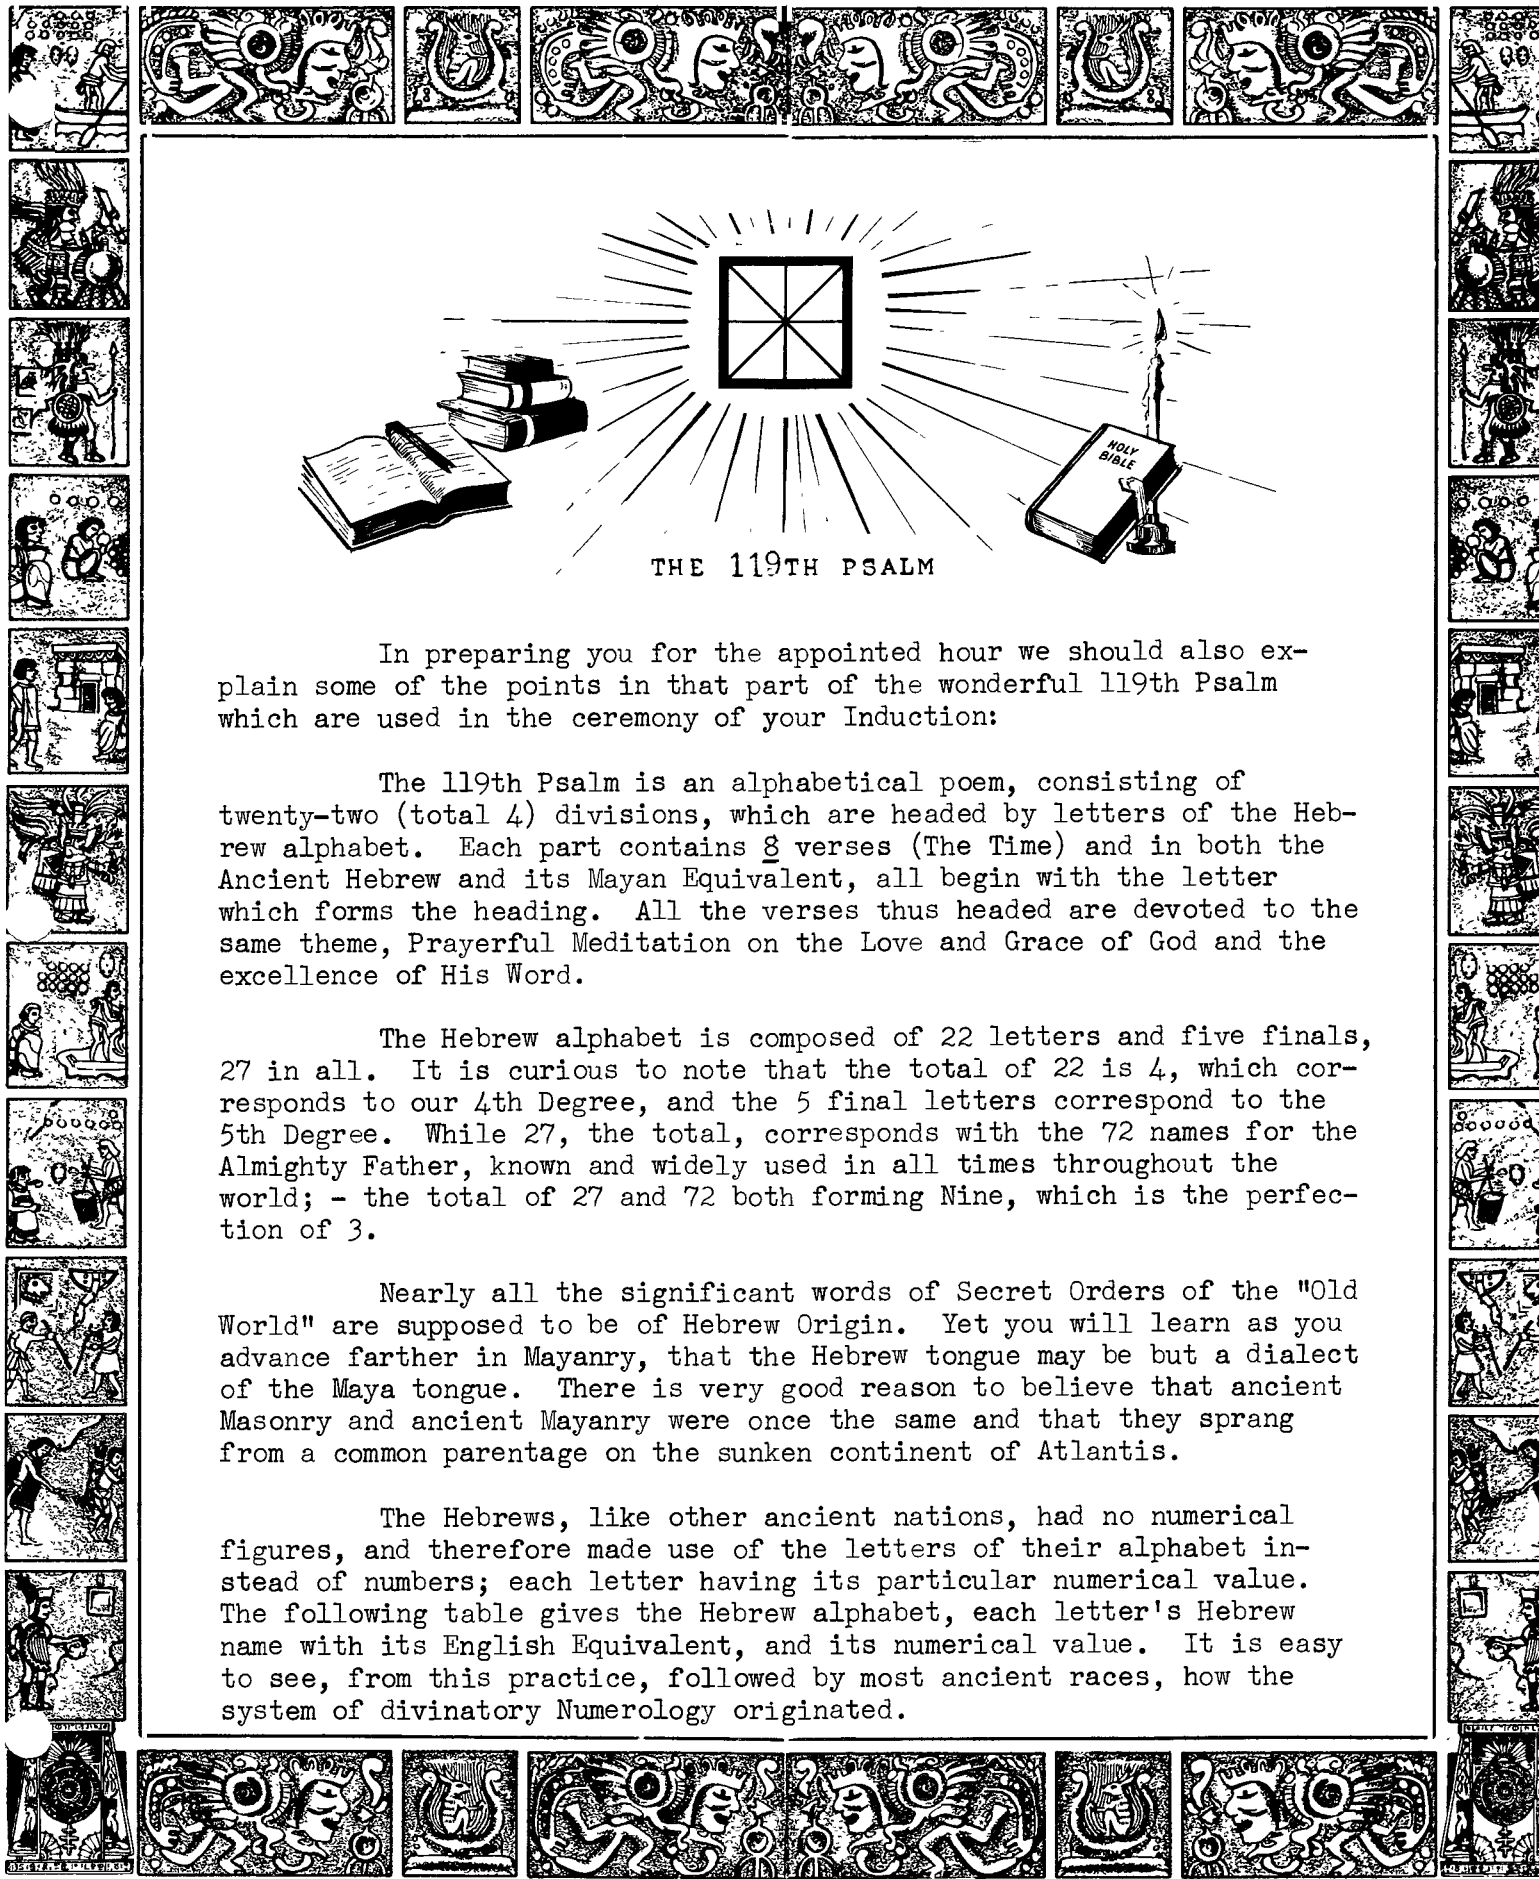 HOLY
BIBLE
THE 119TH PSALM
In preparing you for the appointed hour we should also ex-
plain some of the points in that part of the wonderful 119th Psalm
which are used in the ceremony of your Induction:
The 119th Psalm is an alphabetical poem, consisting of
twenty-two (total 4) divisions, which are headed by letters of the Heb-
rew alphabet. Each part contains 8 verses (The Time) and in both the
Ancient Hebrew and its Mayan Equivalent, all begin with the letter
which forms the heading. All the verses thus headed are devoted to the
same theme, Prayerful Meditation on the Love and Grace of God and the
excellence of His Word.
The Hebrew alphabet is composed of 22 letters and five finals,
27 in all. It is curious to note that the total of 22 is 4, which cor-
responds to our 4th Degree, and the 5 final letters correspond to the
5th Degree. While 27, the total, corresponds with the 72 names for the
Almighty Father, known and widely used in all times throughout the
world; - the total of 27 and 72 both forming Nine, which is the perfec-
tion of 3.
Nearly all the significant words of Secret Orders of the "Old
World" are supposed to be of Hebrew Origin. Yet you will learn as you
advance farther in Mayanry, that the Hebrew tongue may be but a dialect
of the Maya tongue. There is very good reason to believe that ancient
Masonry and ancient Mayanry were once the same and that they sprang
from a common parentage on the sunken continent of Atlantis.
The Hebrews, like other ancient nations, had no numerical
figures, and therefore made use of the letters of their alphabet in-
stead of numbers; each letter having its particular numerical value.
The following table gives the Hebrew alphabet, each letter's Hebrew
name with its English Equivalent, and its numerical value. It is easy
to see, from this practice, followed by most ancient races, how the
system of divinatory Numerology originated.